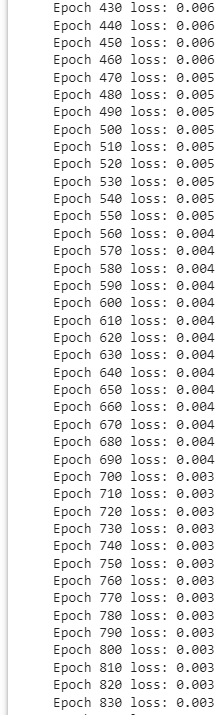 Epoch 430 loss: 0.006
Epoch 440 loss: 0.006
Epoch 450 loss: 0.006
Epoch 460 loss: 0.006
Epoch 470 loss: 0.005
Epoch 480 loss: 0.005
Epoch 490 loss: 0.005
Epoch 500 loss: 0.005
Epoch 510 loss: 0.005
Epoch 520 loss: 0.005
Epoch 530 loss: 0.005
Epoch 540 loss: 0.005
Epoch 550 loss: 0.005
Epoch 560 loss: 0.004
Epoch 570 loss: 0.004
Epoch 580 loss: 0.004
Epoch 590 loss: 0.004
Epoch 600 loss: 0.004
Epoch 610 loss: 0.004
Epoch 620 loss: 0.004
Epoch 630 loss: 0.004
Epoch 640 loss: 0.004
Epoch 650 loss: 0.004
Epoch 660 loss: 0.004
Epoch 670 loss: 0.004
Epoch 680 loss: 0.004
Epoch 690 loss: 0.004
Epoch 700 loss: 0.003
Epoch 710 loss: 0.003
Epoch 720 loss: 0.003
Epoch 730 loss: 0.003
Epoch 740 loss: 0.003
Epoch 750 loss: 0.003
Epoch 760 loss: 0.003
Epoch 770 loss: 0.003
Epoch 780 loss: 0.003
Epoch 790 loss: 0.003
Epoch 800 loss: 0.003
Epoch 810 loss: 0.003
Epoch 820 loss: 0.003
Epoch 830 loss: 0.003